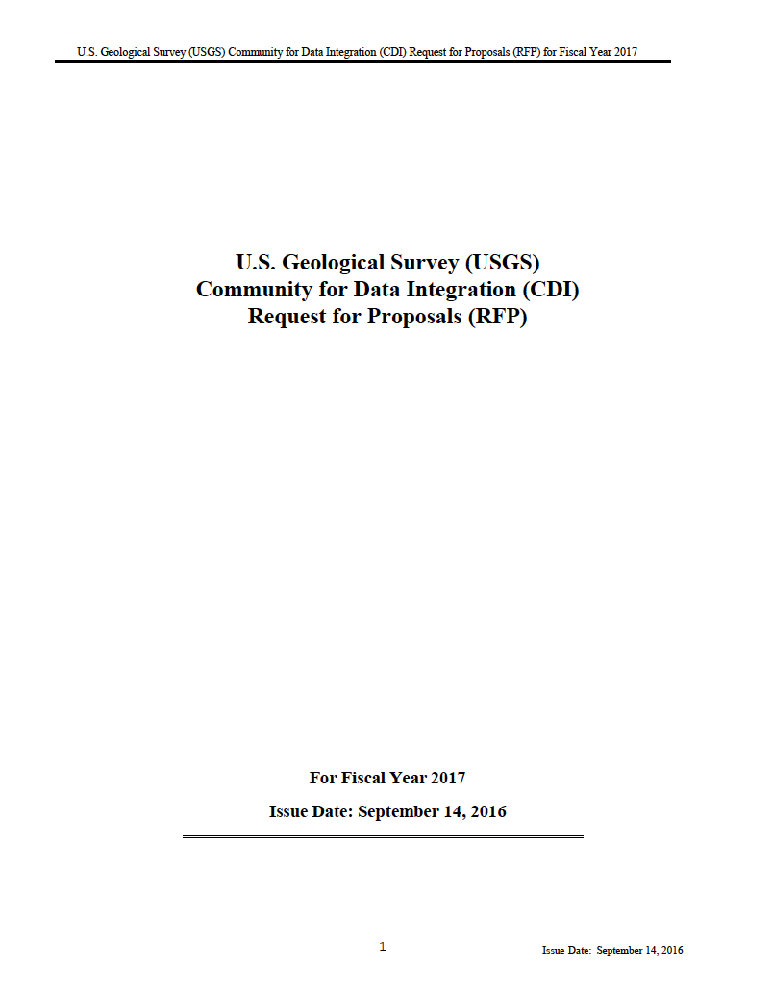 U.S. Geological Survey (USGS) Community for Data Integration (CDI) Request for Proposals (RFP) for Fiscal Year 2017
U.S. Geological Survey (USGS)
Community for Data Integration (CDI)
Request for Proposals (RFP)
For Fiscal Year 2017
Issue Date: September 14, 2016
1
Issue Date: September 14, 2016